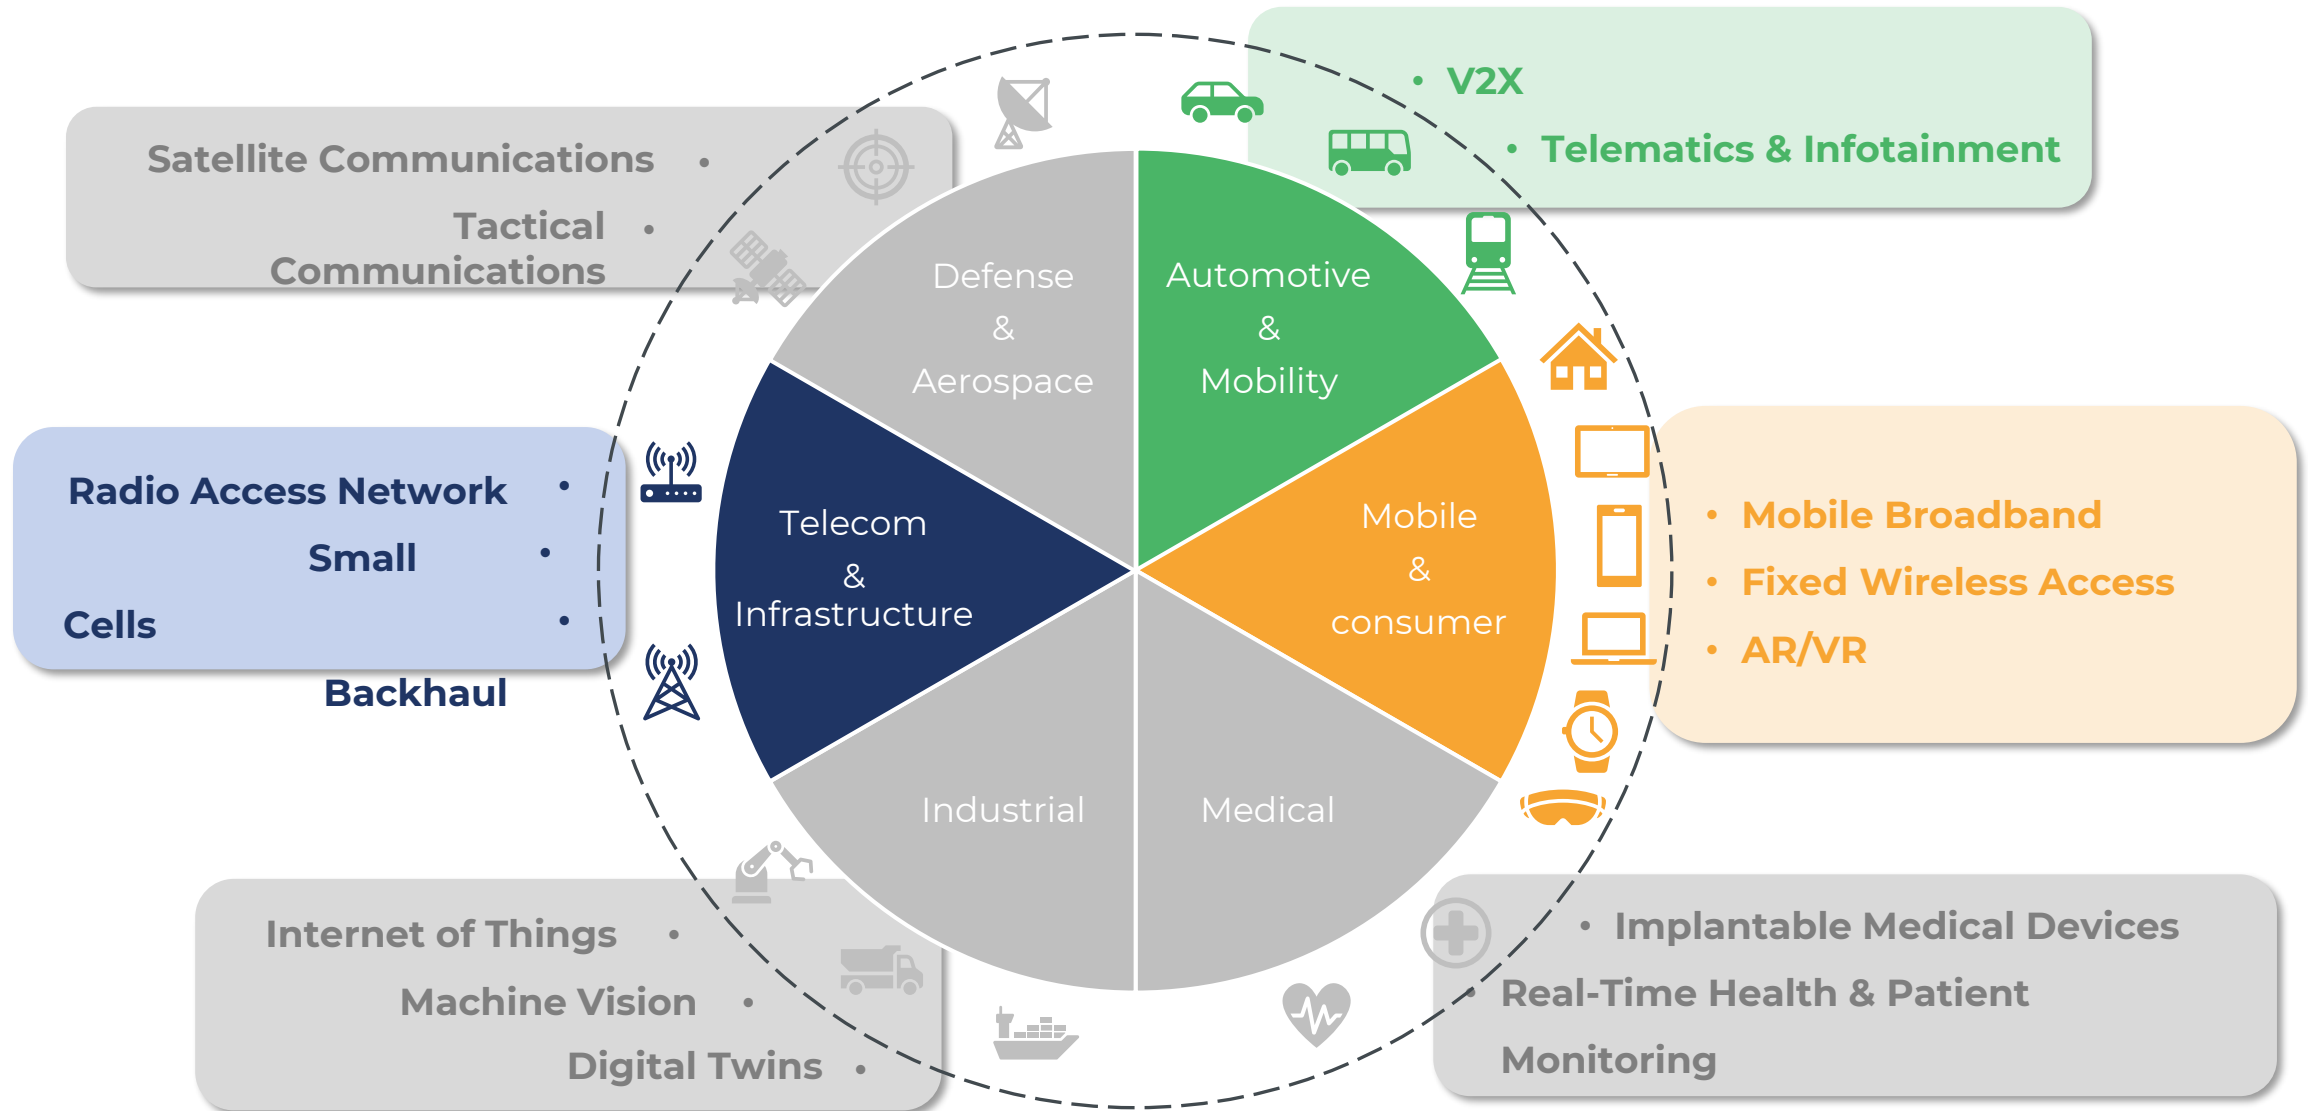 • V2X
• Telematics & Infotainment
Satellite Communications •
Tactical •
Communications
Defense
&
Aerospace
Automotive
&
Mobility
Radio Access Network •
Small •
Cells •
Backhaul
Telecom
&
Infrastructure
Mobile
&
consumer
• Mobile Broadband
• Fixed Wireless Access
• AR/VR
Industrial
Medical
Internet of Things •
Machine Vision •
Digital Twins •
• Implantable Medical Devices
• Real-Time Health & Patient
Monitoring